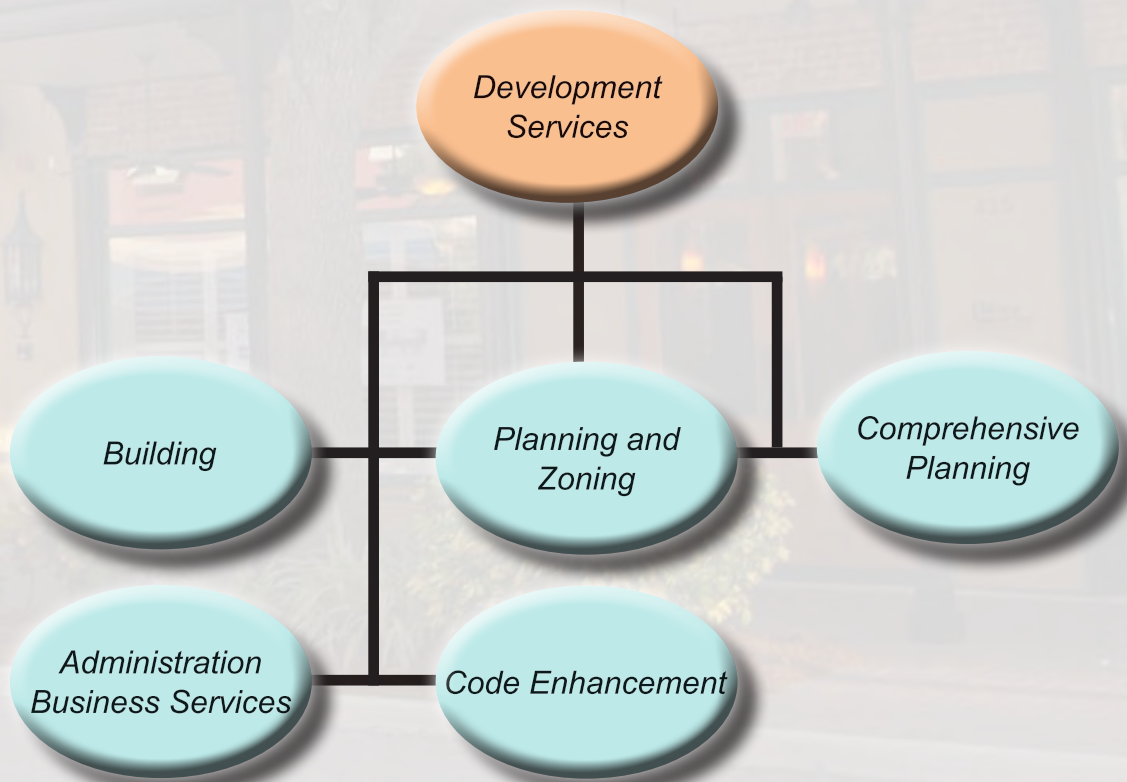 Development
Services
Building
Planning and
Zoning
Comprehensive
Planning
Administration
Business Services
Code Enhancement